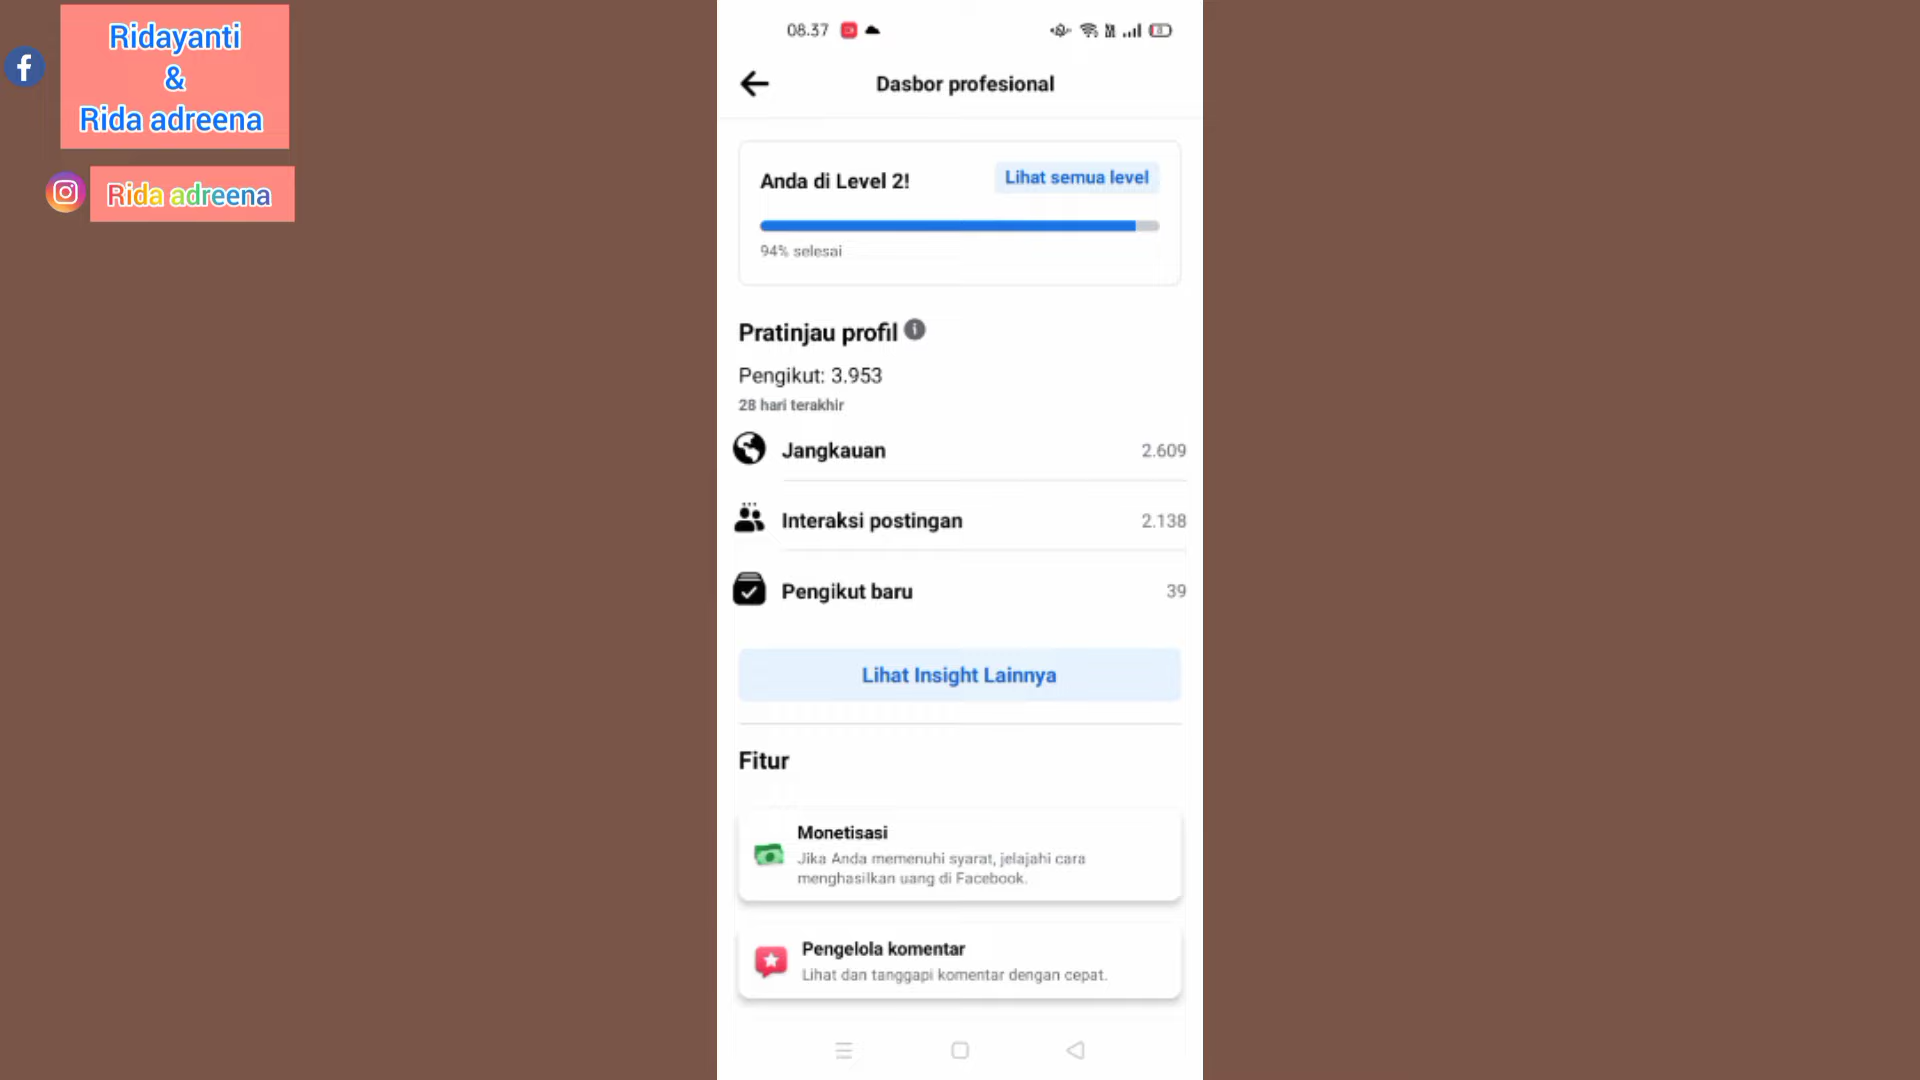 Ridayanti
&
Rida adreena
Rida adreena
08.37
Dasbor profesional
Anda di Level 2!
Lihat semua level
94% selesai
Pratinjau profil
Pengikut: 3.953
28 hari terakhir
Jangkauan 2.609
Interaksi postingan 2.138
Pengikut baru 39
Lihat Insight Lainnya
Fitur
Monetisasi
Jika Anda memenuhi syarat, jelajahi cara
menghasilkan uang di Facebook.
Pengelola komentar
Lihat dan tanggapi komentar dengan cepat.